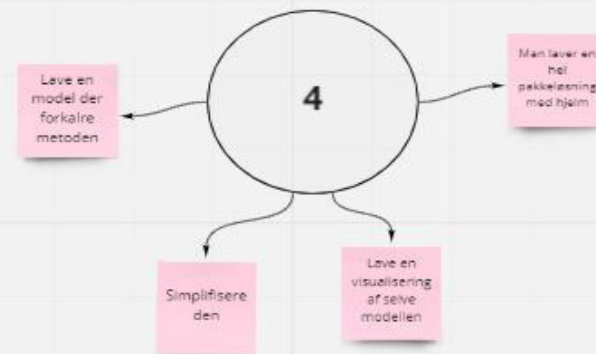 4
Lave en
model der
forkalre
metoden
Man laver en
hel
pakkeløsning
med hjelm
Simplifisere
den
Lave en
visualisering
af selve
modellen